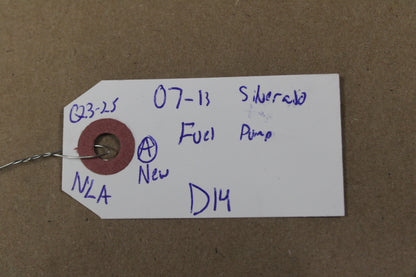 Q23-25
07-13 Silverado
Fuel Pump
A
New
NLA
D14